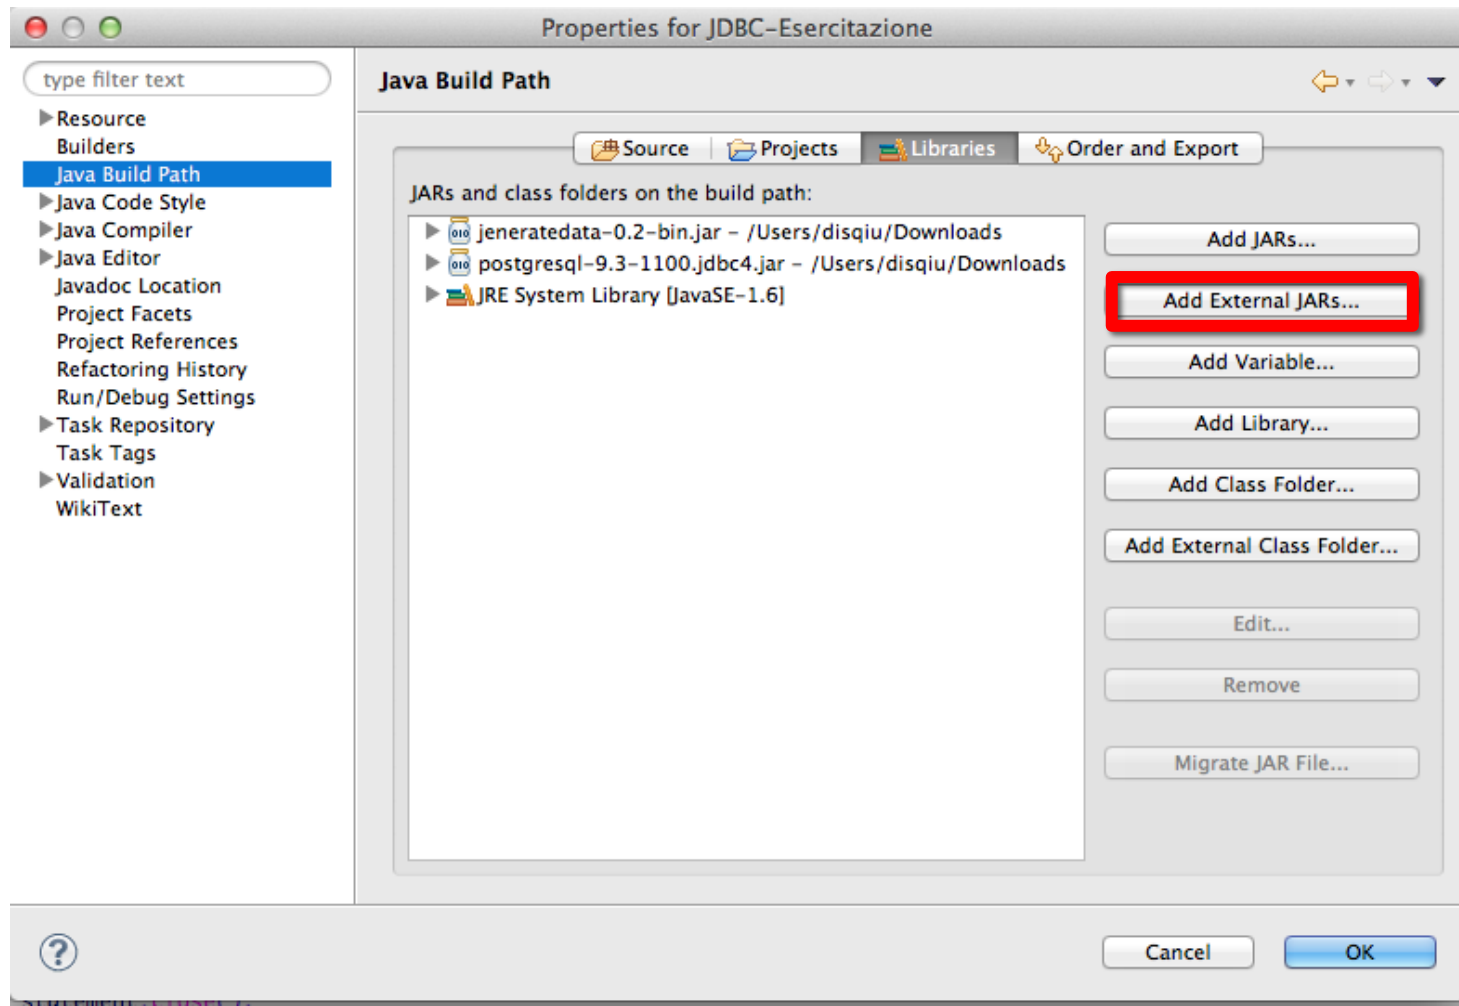 Properties for JDBC-Esercitazione
type filter text
Resource
Builders
Java Build Path
Java Code Style
Java Compiler
Java Editor
Javadoc Location
Project Facets
Project References
Refactoring History
Run/Debug Settings
Task Repository
Task Tags
Validation
WikiText
Java Build Path
Source
Projects
Libraries
Order and Export
JARs and class folders on the build path:
jeneratedata-0.2-bin.jar - /Users/disqiu/Downloads
postgresql-9.3-1100.jdbc4.jar - /Users/disqiu/Downloads
JRE System Library [JavaSE-1.6]
Add JARs...
Add External JARs...
Add Variable...
Add Library...
Add Class Folder...
Add External Class Folder...
Edit...
Remove
Migrate JAR File...
?
Cancel
OK